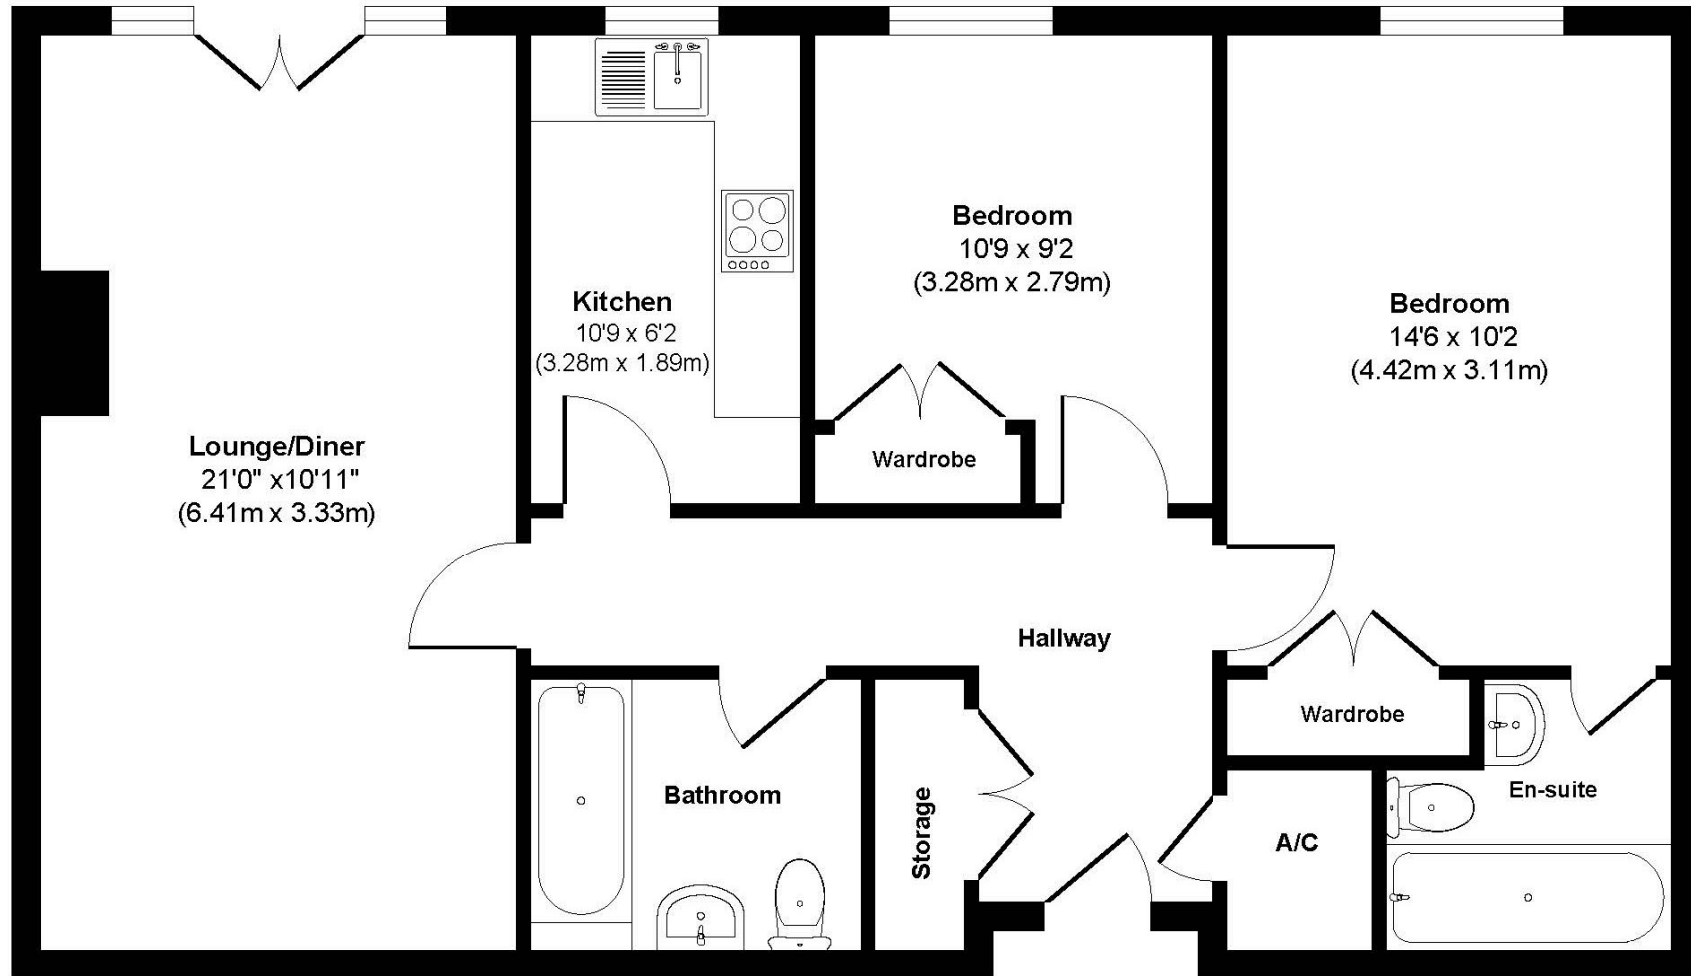 Lounge/Diner
21'0" x10'11"
(6.41m x 3.33m)
Kitchen
10'9 x 6'2
(3.28m x 1.89m)
Bedroom
10'9 x 9'2
(3.28m x 2.79m)
Wardrobe
Bedroom
14'6 x 10'2
(4.42m x 3.11m)
Hallway
Wardrobe
Bathroom
Storage
A/C
En-suite